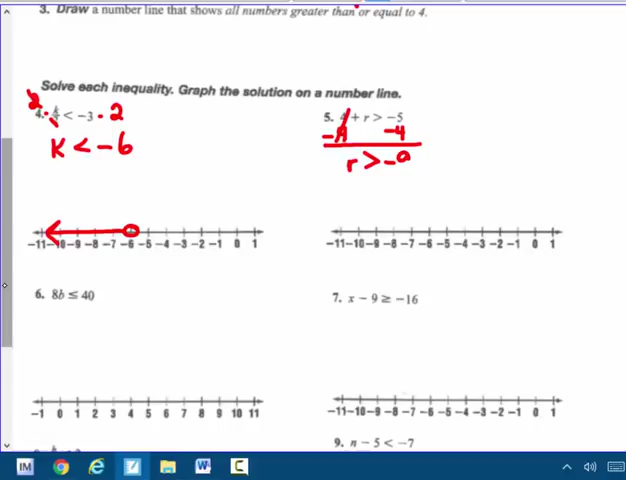 3. Draw a number line that shows all numbers greater than or equal to 4.
Solve each inequality. Graph the solution on a number line.
2 · < −3 · 2
K < −6
5. + r > −5
−4 −4
r > −9
−11 −10 −9 −8 −7 −6 −5 −4 −3 −2 −1 0 1
−11 −10 −9 −8 −7 −6 −5 −4 −3 −2 −1 0 1
6. 8b ≤ 40
7. x − 9 ≥ −16
−1 0 1 2 3 4 5 6 7 8 9 10 11
−11 −10 −9 −8 −7 −6 −5 −4 −3 −2 −1 0 1
9. n − 5 < −7
IM